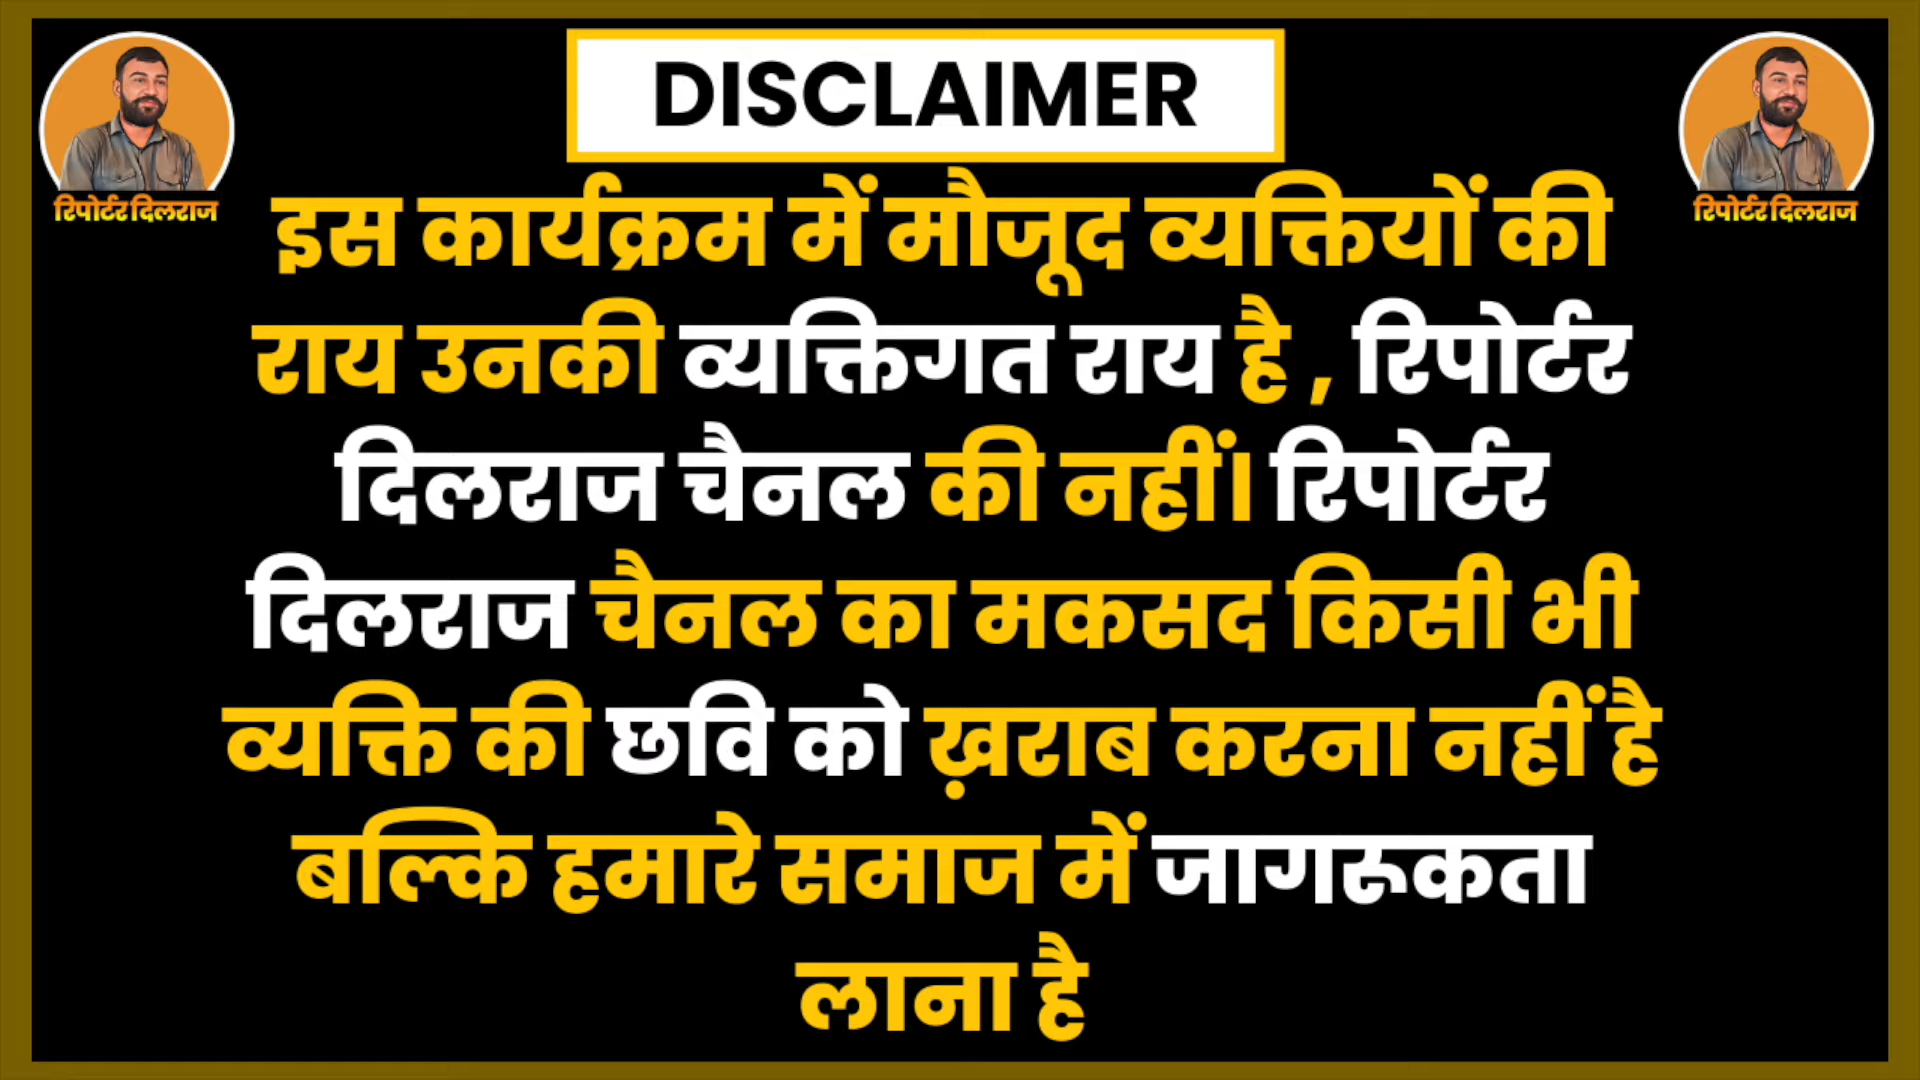 DISCLAIMER
रिपोर्टर दिलराज
रिपोर्टर दिलराज
इस कार्यक्रम में मौजूद व्यक्तियों की
राय उनकी व्यक्तिगत राय है , रिपोर्टर
दिलराज चैनल की नहीं। रिपोर्टर
दिलराज चैनल का मकसद किसी भी
व्यक्ति की छवि को ख़राब करना नहीं है
बल्कि हमारे समाज में जागरूकता
लाना है